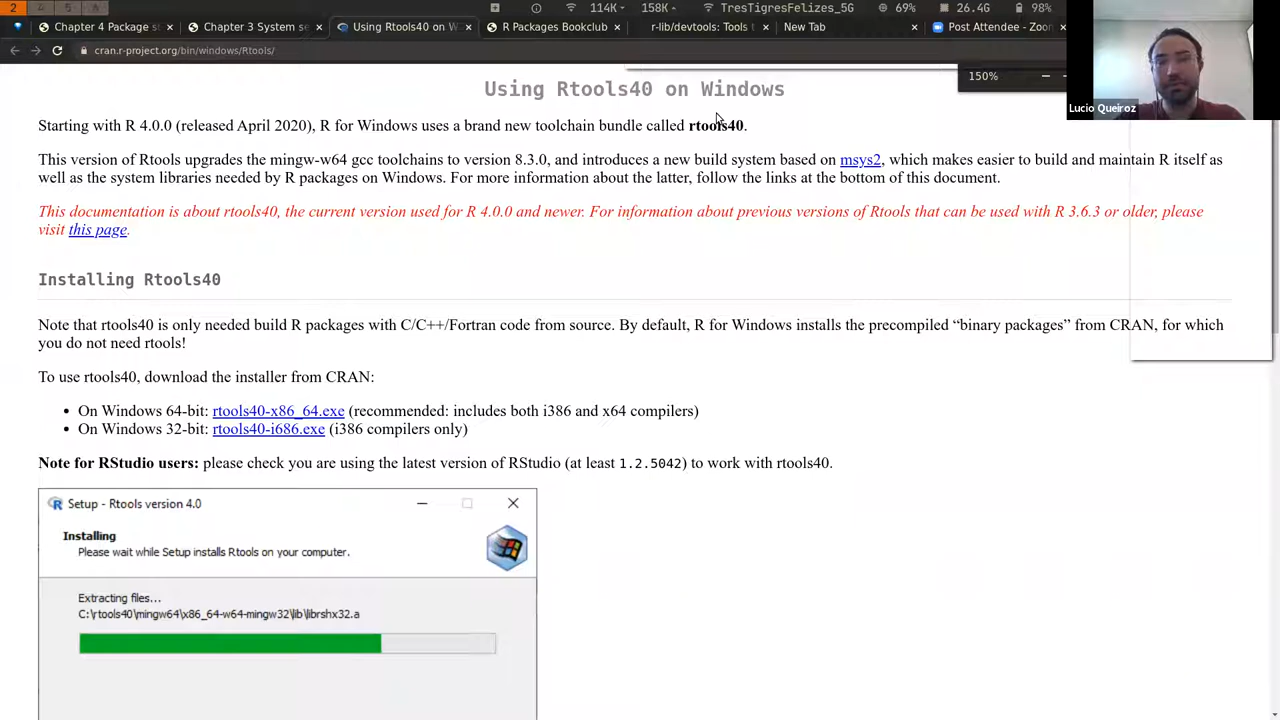 2 4 5 114K 158K TresTigresFelizes_5G 69% 26.4G 98%
Chapter 4 Package st Chapter 3 System se Using Rtools40 on W R Packages Bookclub r-lib/devtools: Tools t New Tab Post Attendee - Zoom
cran.r-project.org/bin/windows/Rtools/
150%
Lucio Queiroz
Using Rtools40 on Windows
Starting with R 4.0.0 (released April 2020), R for Windows uses a brand new toolchain bundle called rtools40.
This version of Rtools upgrades the mingw-w64 gcc toolchains to version 8.3.0, and introduces a new build system based on msys2, which makes easier to build and maintain R itself as
well as the system libraries needed by R packages on Windows. For more information about the latter, follow the links at the bottom of this document.
This documentation is about rtools40, the current version used for R 4.0.0 and newer. For information about previous versions of Rtools that can be used with R 3.6.3 or older, please
visit this page.
Installing Rtools40
Note that rtools40 is only needed build R packages with C/C++/Fortran code from source. By default, R for Windows installs the precompiled “binary packages” from CRAN, for which
you do not need rtools!
To use rtools40, download the installer from CRAN:
• On Windows 64-bit: rtools40-x86_64.exe (recommended: includes both i386 and x64 compilers)
• On Windows 32-bit: rtools40-i686.exe (i386 compilers only)
Note for RStudio users: please check you are using the latest version of RStudio (at least 1.2.5042) to work with rtools40.
Setup - Rtools version 4.0
Installing
Please wait while Setup installs Rtools on your computer.
Extracting files...
C:\rtools40\mingw64\x86_64-w64-mingw32\lib\librshx32.a